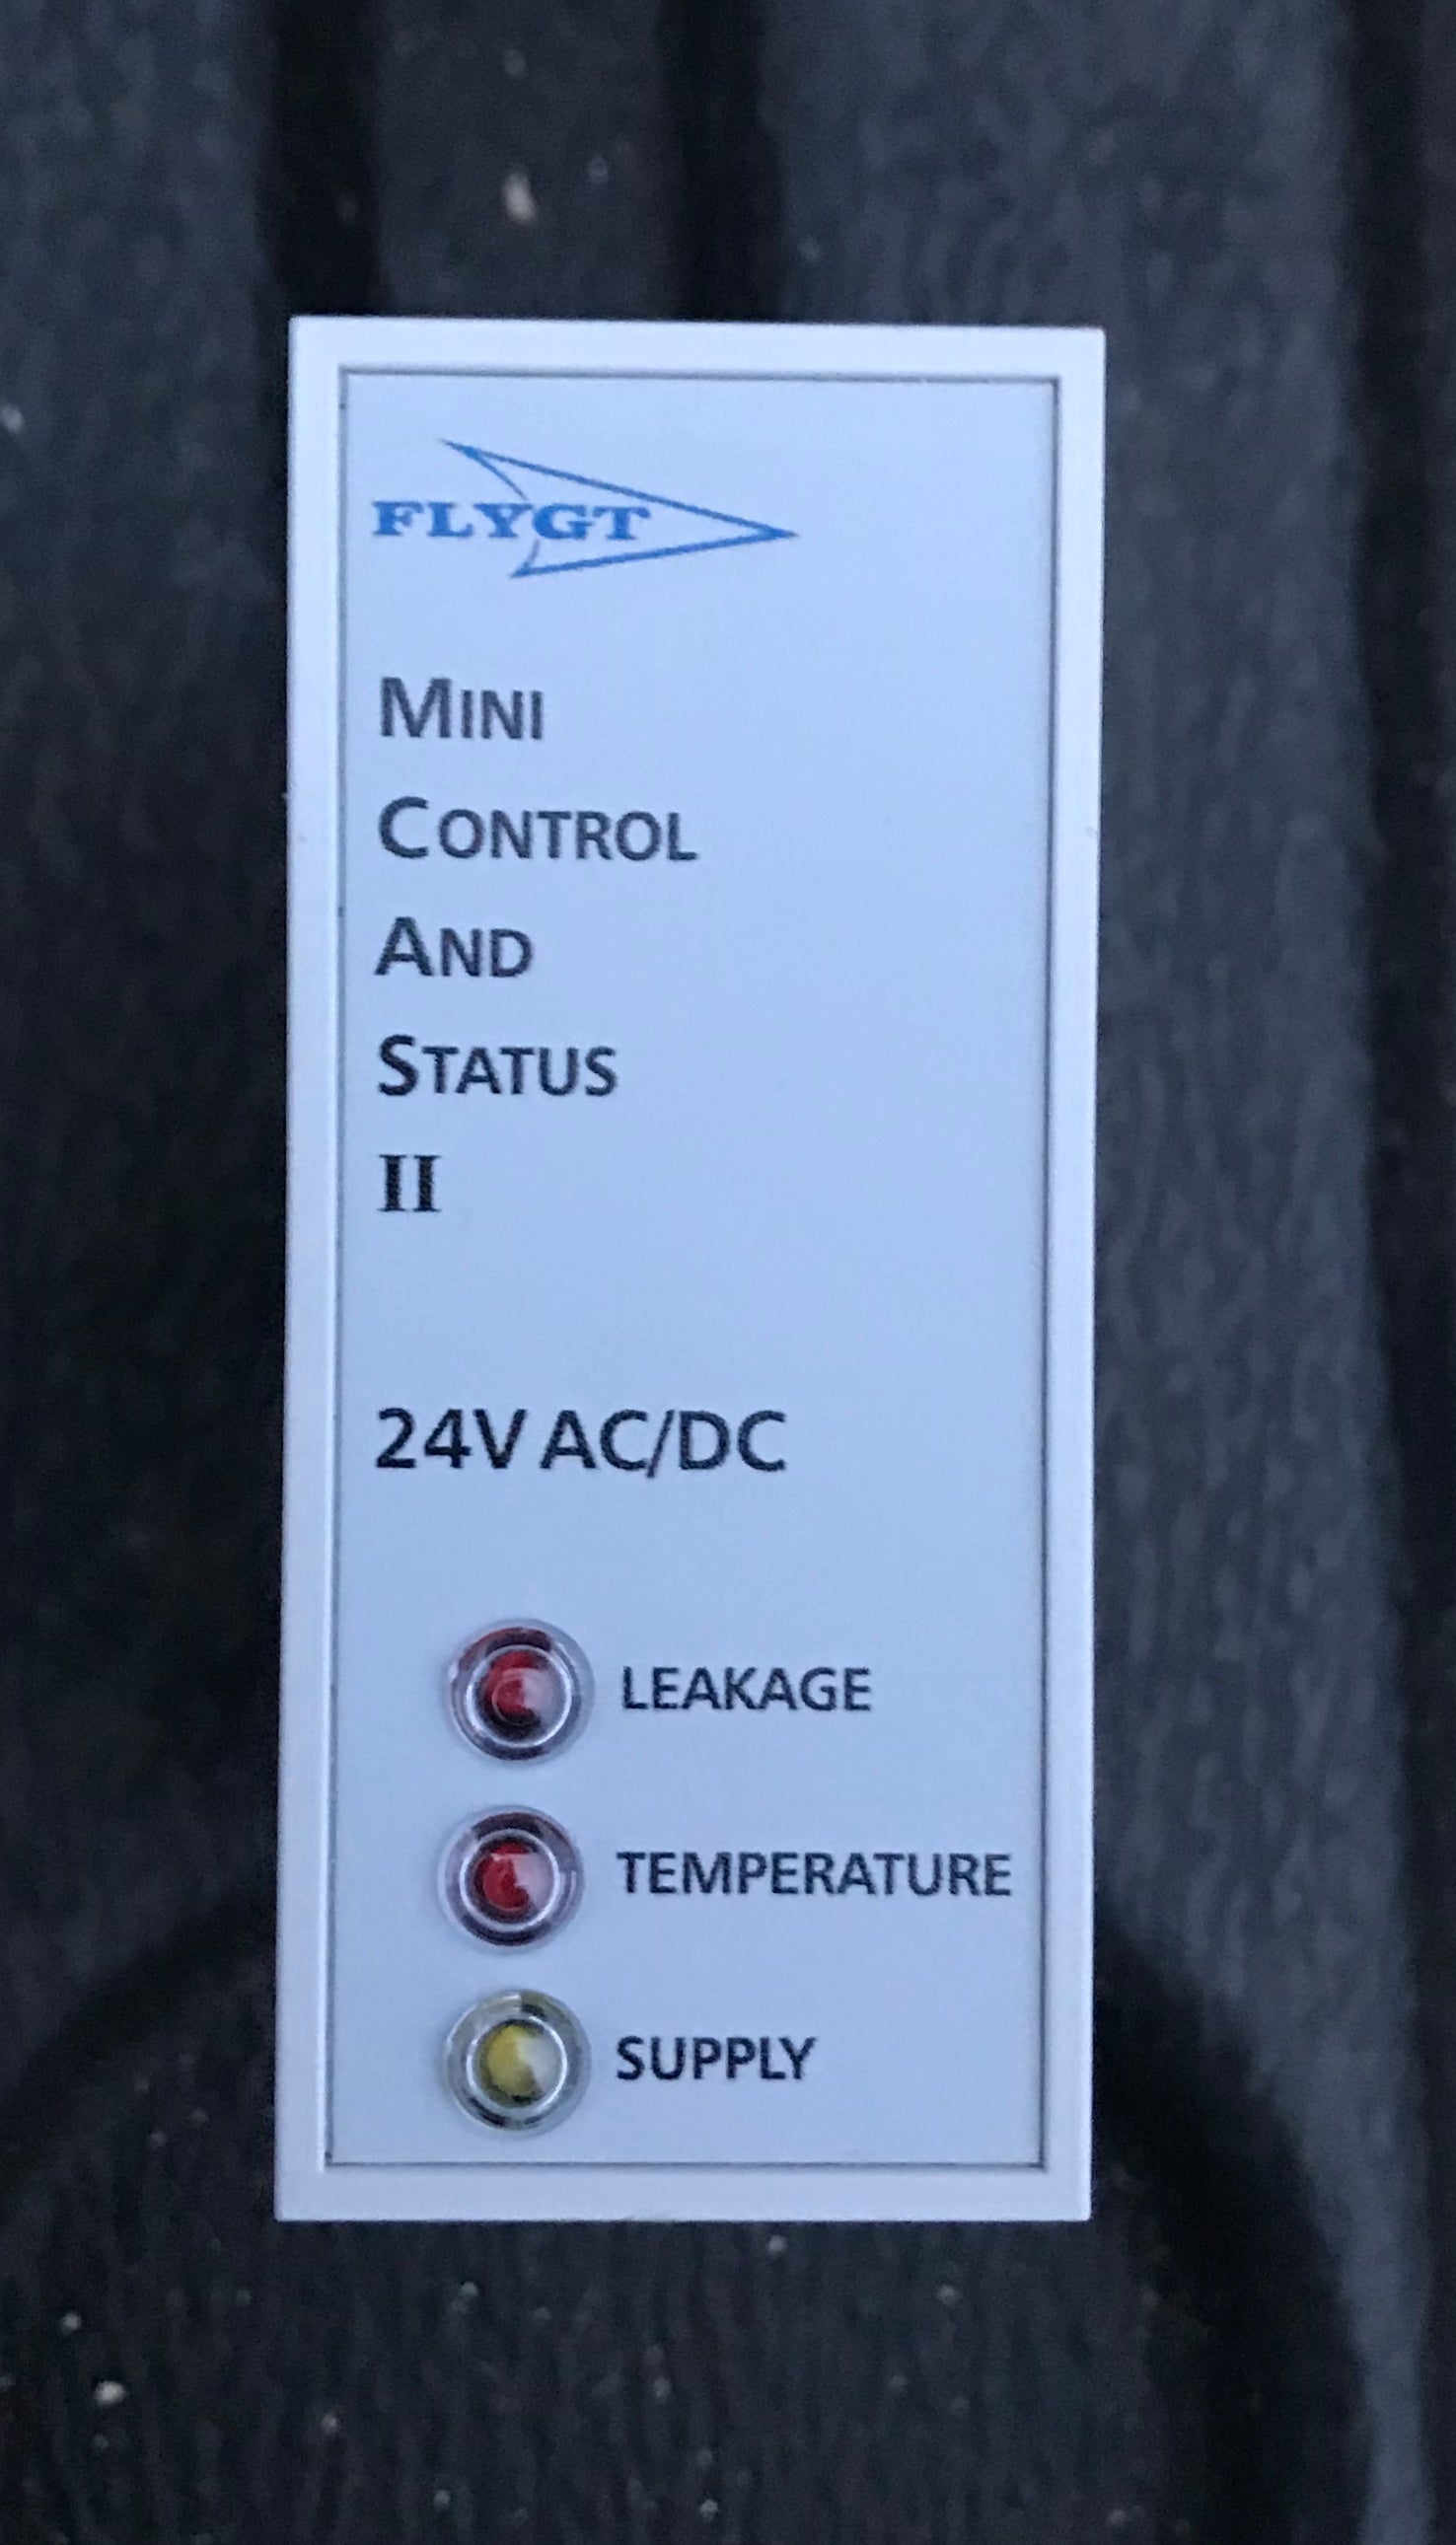 FLYGT
MINI
CONTROL
AND
STATUS
II
24V AC/DC
LEAKAGE
TEMPERATURE
SUPPLY